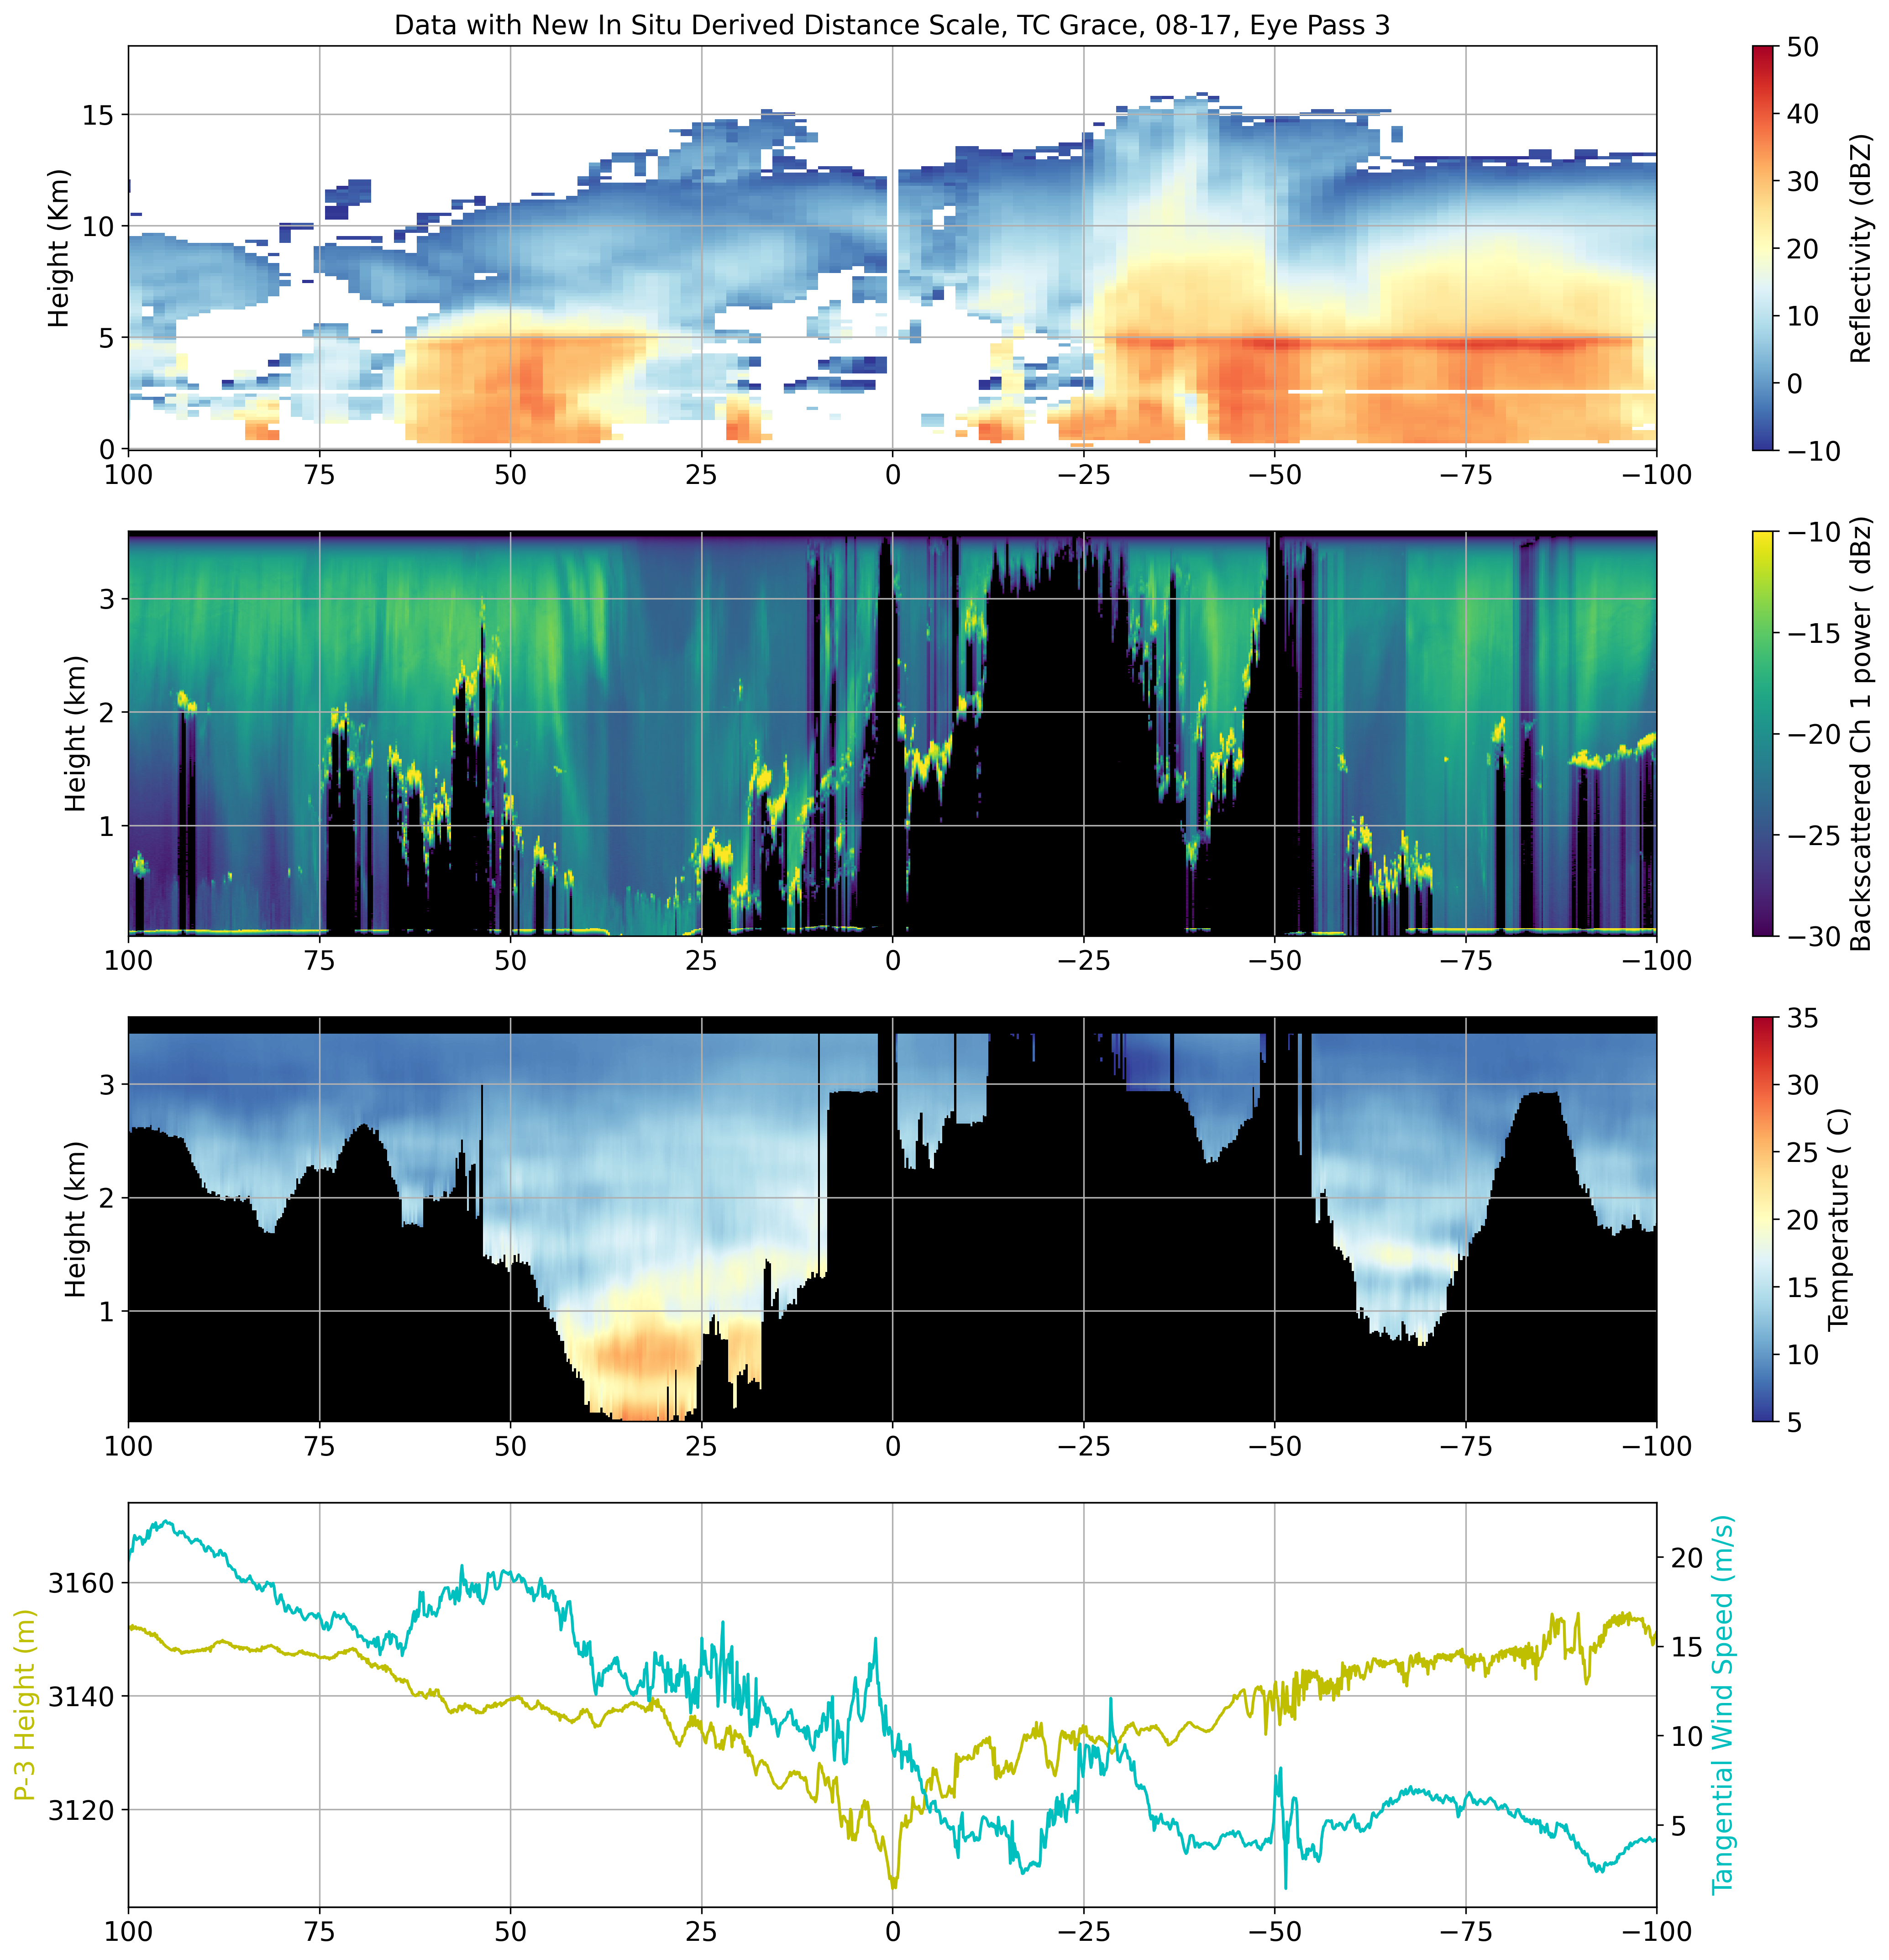 Data with New In Situ Derived Distance Scale, TC Grace, 08-17, Eye Pass 3
Height (Km)
15
10
5
0
100 75 50 25 0 −25 −50 −75 −100
50
40
30
20
10
0
−10
Reflectivity (dBZ)
Height (km)
3
2
1
100 75 50 25 0 −25 −50 −75 −100
−10
−15
−20
−25
−30
Backscattered Ch 1 power ( dBz)
Height (km)
3
2
1
100 75 50 25 0 −25 −50 −75 −100
35
30
25
20
15
10
5
Temperature ( C)
P-3 Height (m)
3160
3140
3120
100 75 50 25 0 −25 −50 −75 −100
20
15
10
5
Tangential Wind Speed (m/s)